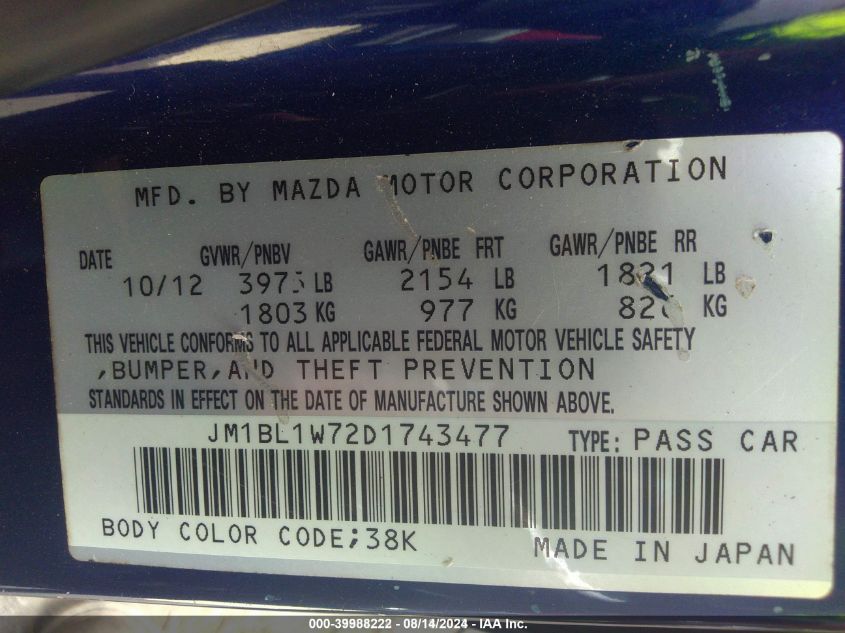 MFD. BY MAZDA MOTOR CORPORATION
DATE GVWR/PNBV GAWR/PNBE FRT GAWR/PNBE RR
10/12 3975 LB 2154 LB 1821 LB
1803 KG 977 KG KG
THIS VEHICLE CONFORMS TO ALL APPLICABLE FEDERAL MOTOR VEHICLE SAFETY
,BUMPER,AND THEFT PREVENTION
STANDARDS IN EFFECT ON THE DATE OF MANUFACTURE SHOWN ABOVE.
JM1BL1W72D1743477 TYPE: PASS CAR
BODY COLOR CODE;38K
MADE IN JAPAN
000-39988222 - 08/14/2024 - IAA Inc.